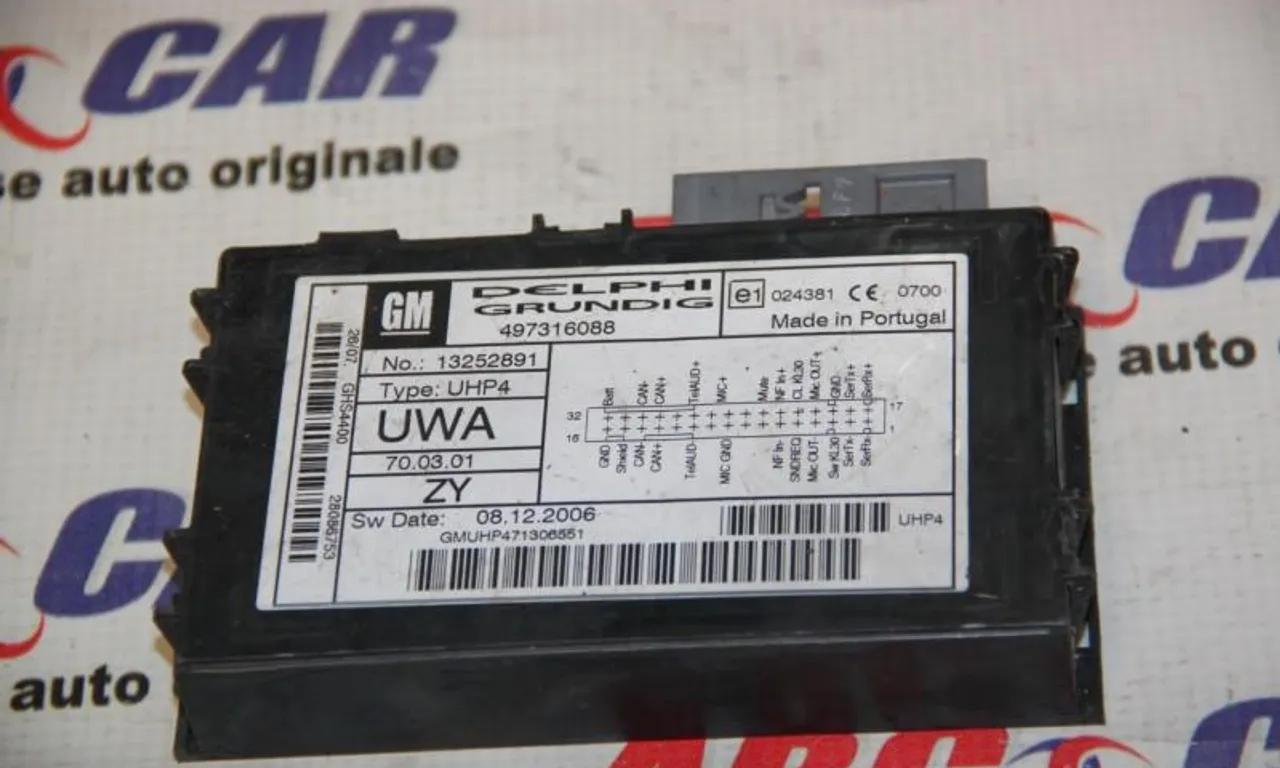 CAR
se auto originale
GM
DELPHI
GRUNDIG
497316088
e1 024381 CE 0700
Made in Portugal
No.: 13252891
Type: UHP4
UWA
70.03.01
ZY
Sw Date: 08.12.2006
GMUHP471306551
UHP4
26/07. GHS4400 28086753
Batt CAN- CAN+ TelAUD+ MIC+ Mute NF In+ CL KL30 Mic OUT+ GND SerTx+ SerRx+
32 17
16 1
GND Shield CAN- CAN+ TelAUD- MIC GND NF In- SNDREQ Mic OUT- Sw KL30 SerTx- SerRx-
se auto
auto